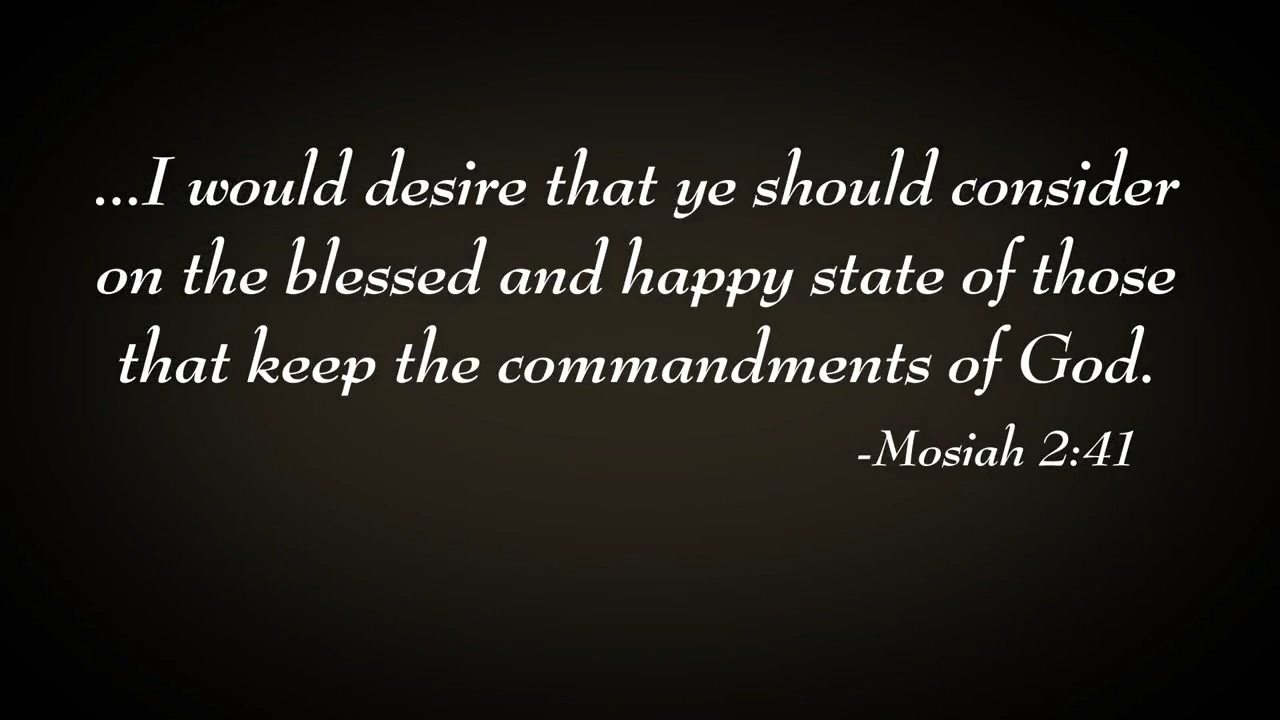 ...I would desire that ye should consider
on the blessed and happy state of those
that keep the commandments of God.
-Mosiah 2:41